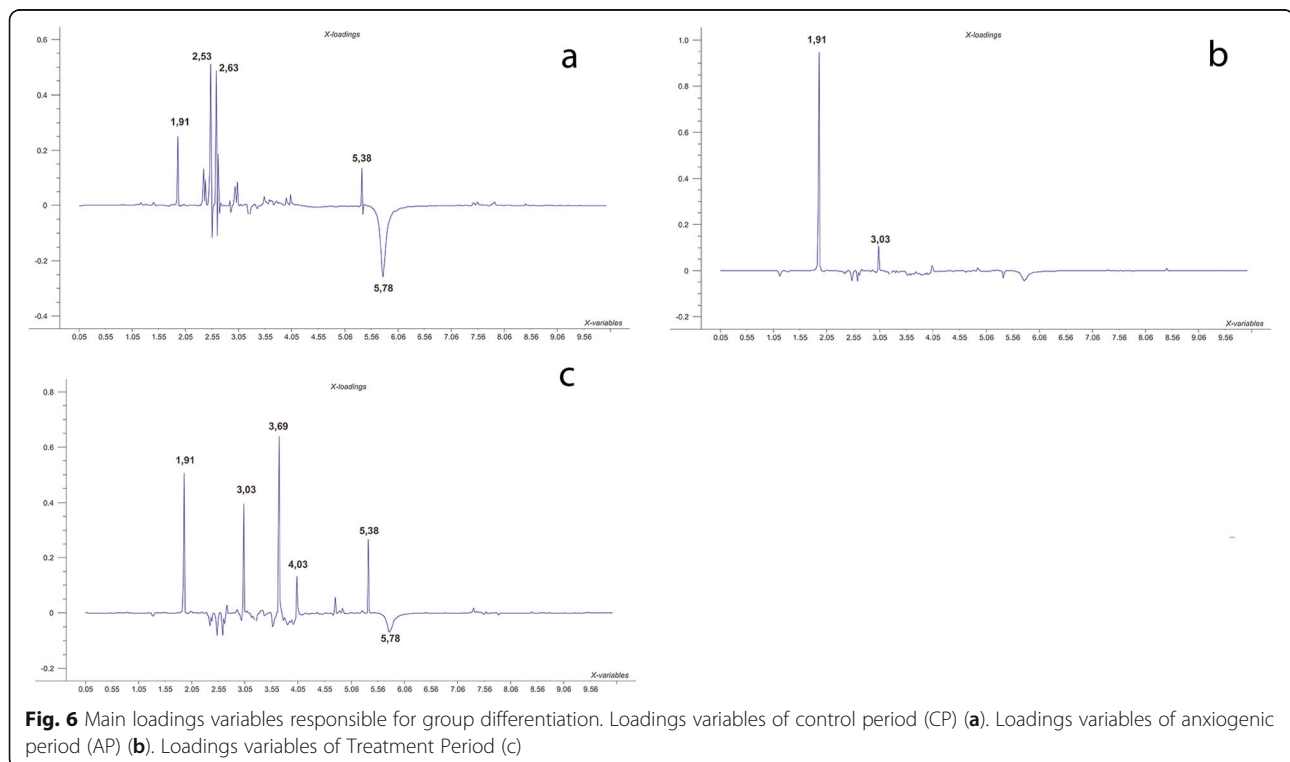 X-loadings
a
0.6
0.4
0.2
0
-0.2
-0.4
1,91
2,53
2,63
5,38
5,78
X-variables
0.05 0.55 1.05 1.55 2.05 2.55 3.05 3.55 4.05 4.55 5.06 5.56 6.06 6.56 7.06 7.56 8.06 8.56 9.06 9.56
X-loadings
b
1.0
0.8
0.6
0.4
0.2
0
-0.2
1,91
3,03
X-variables
0.05 0.55 1.05 1.55 2.05 2.55 3.05 3.55 4.05 4.55 5.06 5.56 6.06 6.56 7.06 7.56 8.06 8.56 9.06 9.56
X-loadings
c
0.8
0.6
0.4
0.2
0
-0.2
1,91
3,03
3,69
4,03
5,38
5,78
X-variables
0.05 0.55 1.05 1.55 2.05 2.55 3.05 3.55 4.05 4.55 5.06 5.56 6.06 6.56 7.06 7.56 8.06 8.56 9.06 9.56
Fig. 6 Main loadings variables responsible for group differentiation. Loadings variables of control period (CP) (a). Loadings variables of anxiogenic
period (AP) (b). Loadings variables of Treatment Period (c)